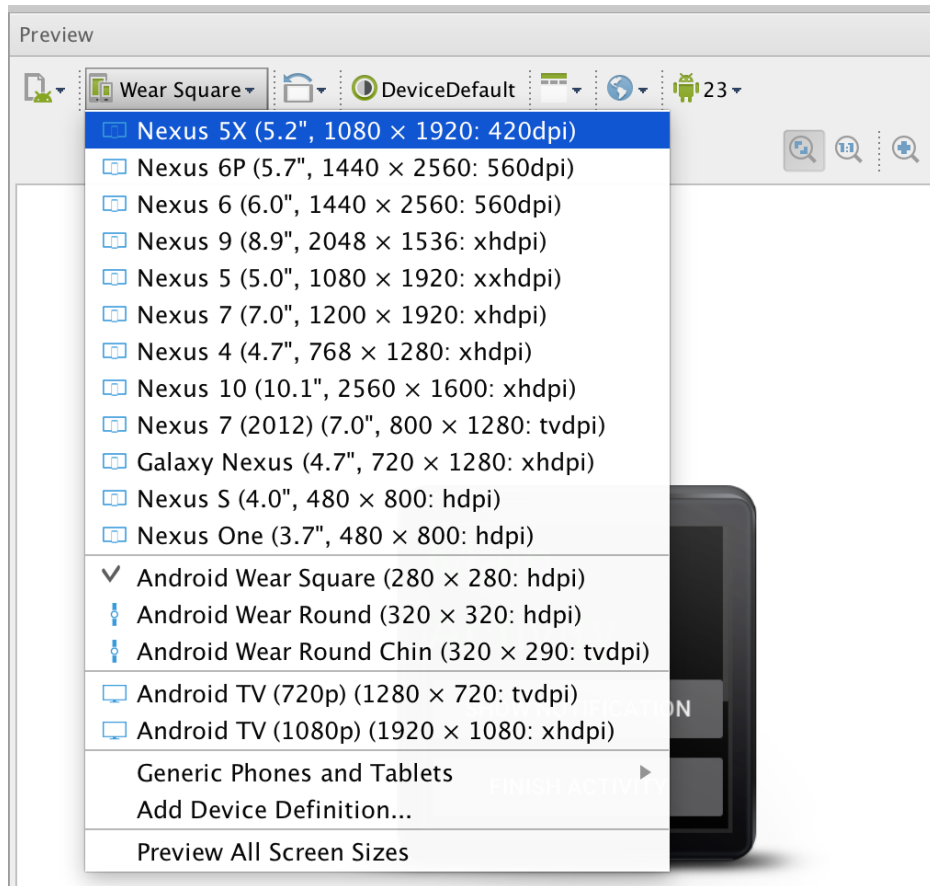 Preview
Wear Square DeviceDefault 23
Nexus 5X (5.2", 1080 × 1920: 420dpi)
1:1
Nexus 6P (5.7", 1440 × 2560: 560dpi)
Nexus 6 (6.0", 1440 × 2560: 560dpi)
Nexus 9 (8.9", 2048 × 1536: xhdpi)
Nexus 5 (5.0", 1080 × 1920: xxhdpi)
Nexus 7 (7.0", 1200 × 1920: xhdpi)
Nexus 4 (4.7", 768 × 1280: xhdpi)
Nexus 10 (10.1", 2560 × 1600: xhdpi)
Nexus 7 (2012) (7.0", 800 × 1280: tvdpi)
Galaxy Nexus (4.7", 720 × 1280: xhdpi)
Nexus S (4.0", 480 × 800: hdpi)
Nexus One (3.7", 480 × 800: hdpi)
Android Wear Square (280 × 280: hdpi)
Android Wear Round (320 × 320: hdpi)
Android Wear Round Chin (320 × 290: tvdpi)
Android TV (720p) (1280 × 720: tvdpi)
Android TV (1080p) (1920 × 1080: xhdpi)
Generic Phones and Tablets
FINISH ACTIVITY
Add Device Definition...
Preview All Screen Sizes